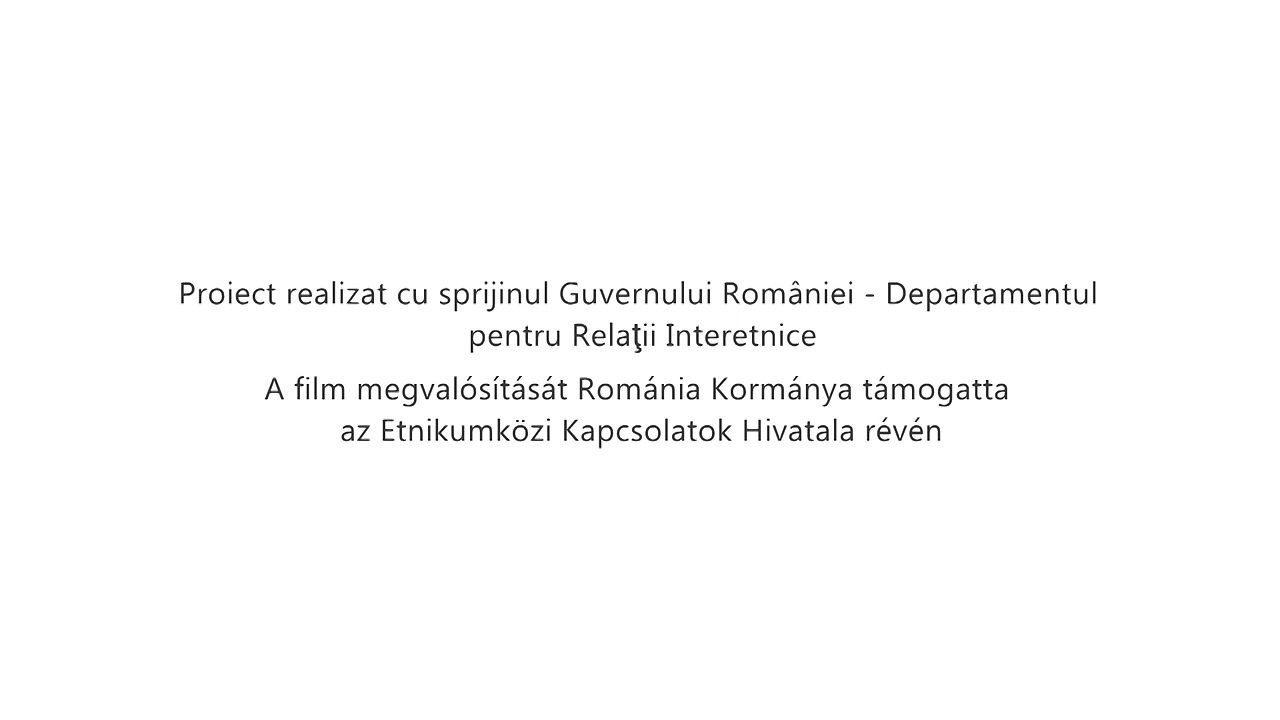 Proiect realizat cu sprijinul Guvernului României - Departamentul
pentru Relaţii Interetnice
A film megvalósítását Románia Kormánya támogatta
az Etnikumközi Kapcsolatok Hivatala révén